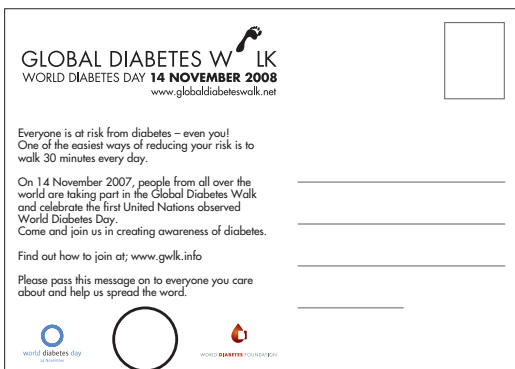 GLOBAL DIABETES W LK
WORLD DIABETES DAY 14 NOVEMBER 2008
www.globaldiabeteswalk.net
Everyone is at risk from diabetes – even you!
One of the easiest ways of reducing your risk is to
walk 30 minutes every day.
On 14 November 2007, people from all over the
world are taking part in the Global Diabetes Walk
and celebrate the first United Nations observed
World Diabetes Day.
Come and join us in creating awareness of diabetes.
Find out how to join at; www.gwlk.info
Please pass this message on to everyone you care
about and help us spread the word.
world diabetes day
14 November
WORLD DIABETES FOUNDATION